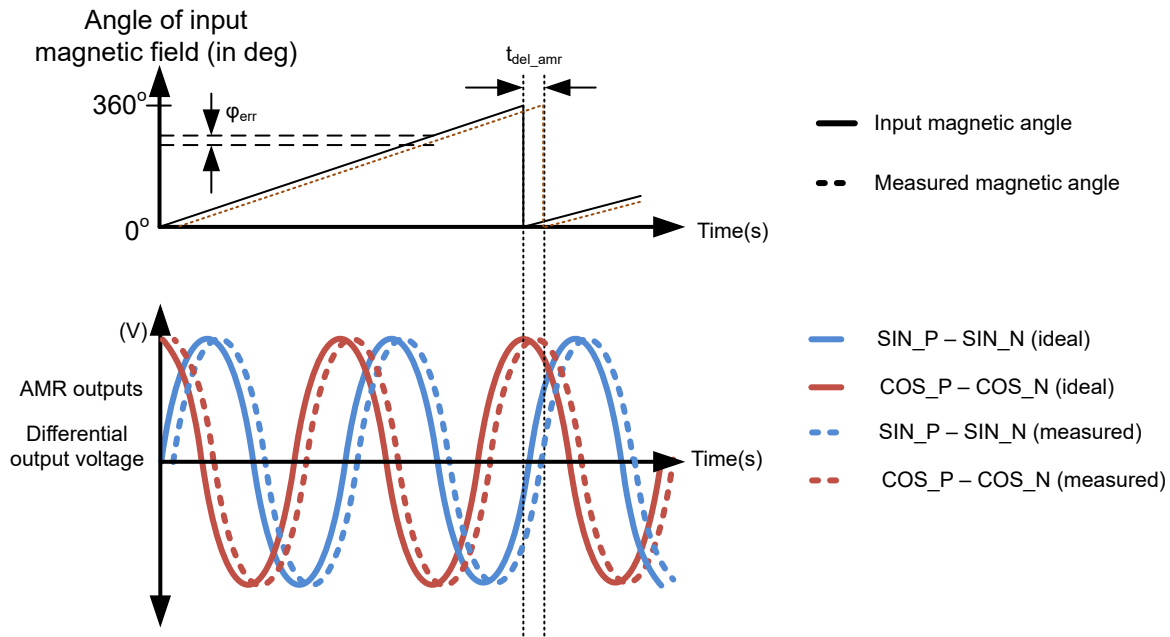 Angle of input
magnetic field (in deg)
t_del_amr
360°
φ_err
Input magnetic angle
Measured magnetic angle
0°
Time(s)
(V)
SIN_P – SIN_N (ideal)
AMR outputs
COS_P – COS_N (ideal)
Differential
output voltage
SIN_P – SIN_N (measured)
Time(s)
COS_P – COS_N (measured)